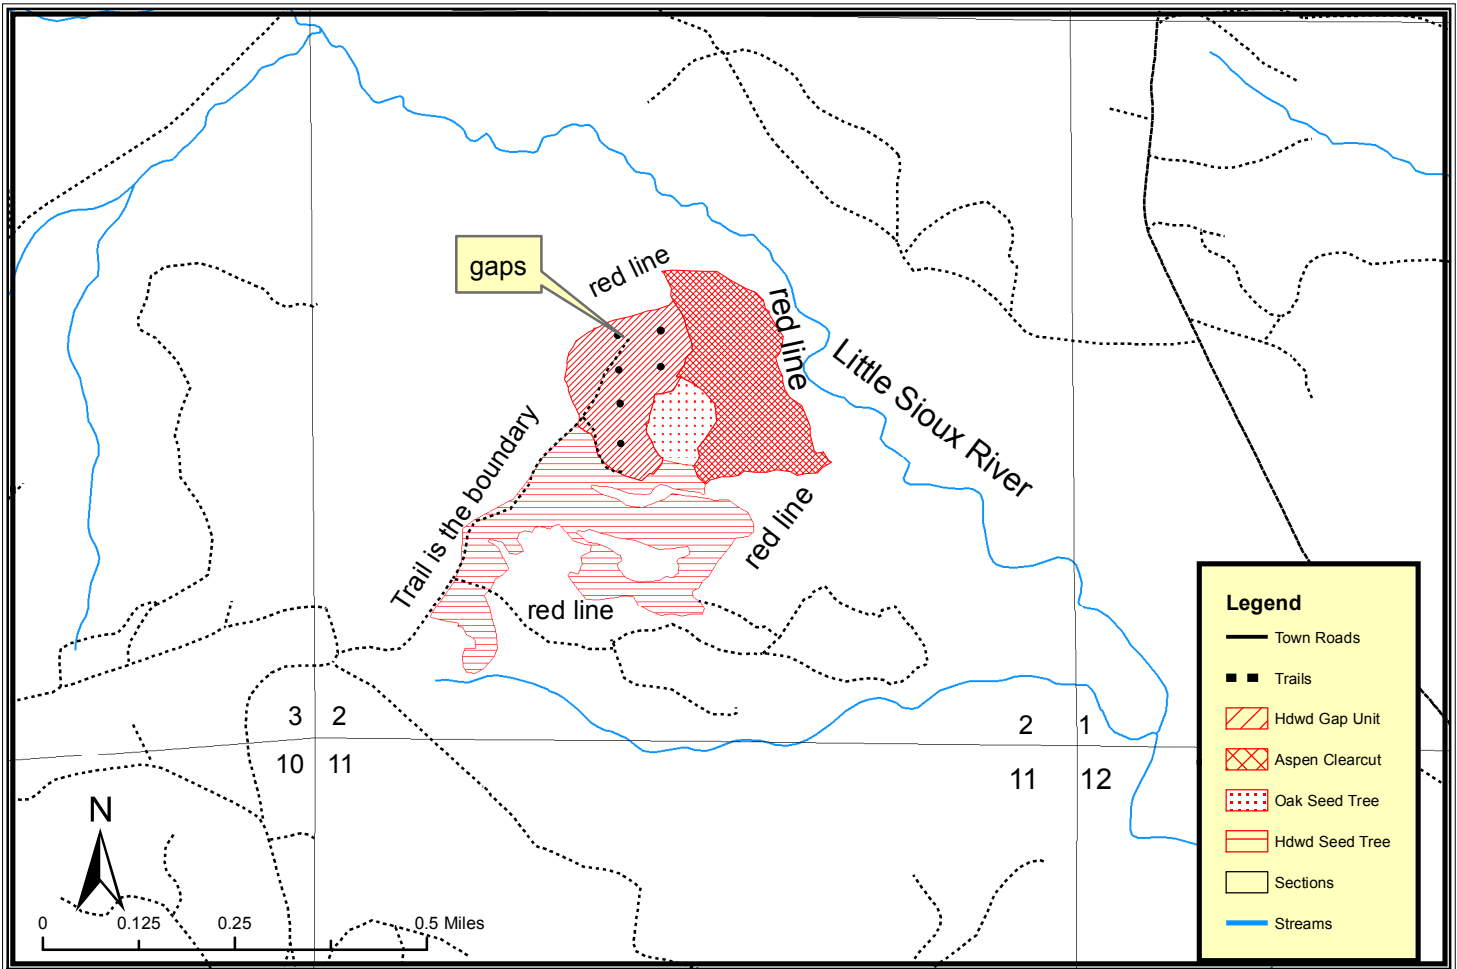 gaps
red line
red line
Little Sioux River
Trail is the boundary
red line
red line
3 2
10 11
2 1
11 12
N
0 0.125 0.25 0.5 Miles
Legend
Town Roads
Trails
Hdwd Gap Unit
Aspen Clearcut
Oak Seed Tree
Hdwd Seed Tree
Sections
Streams